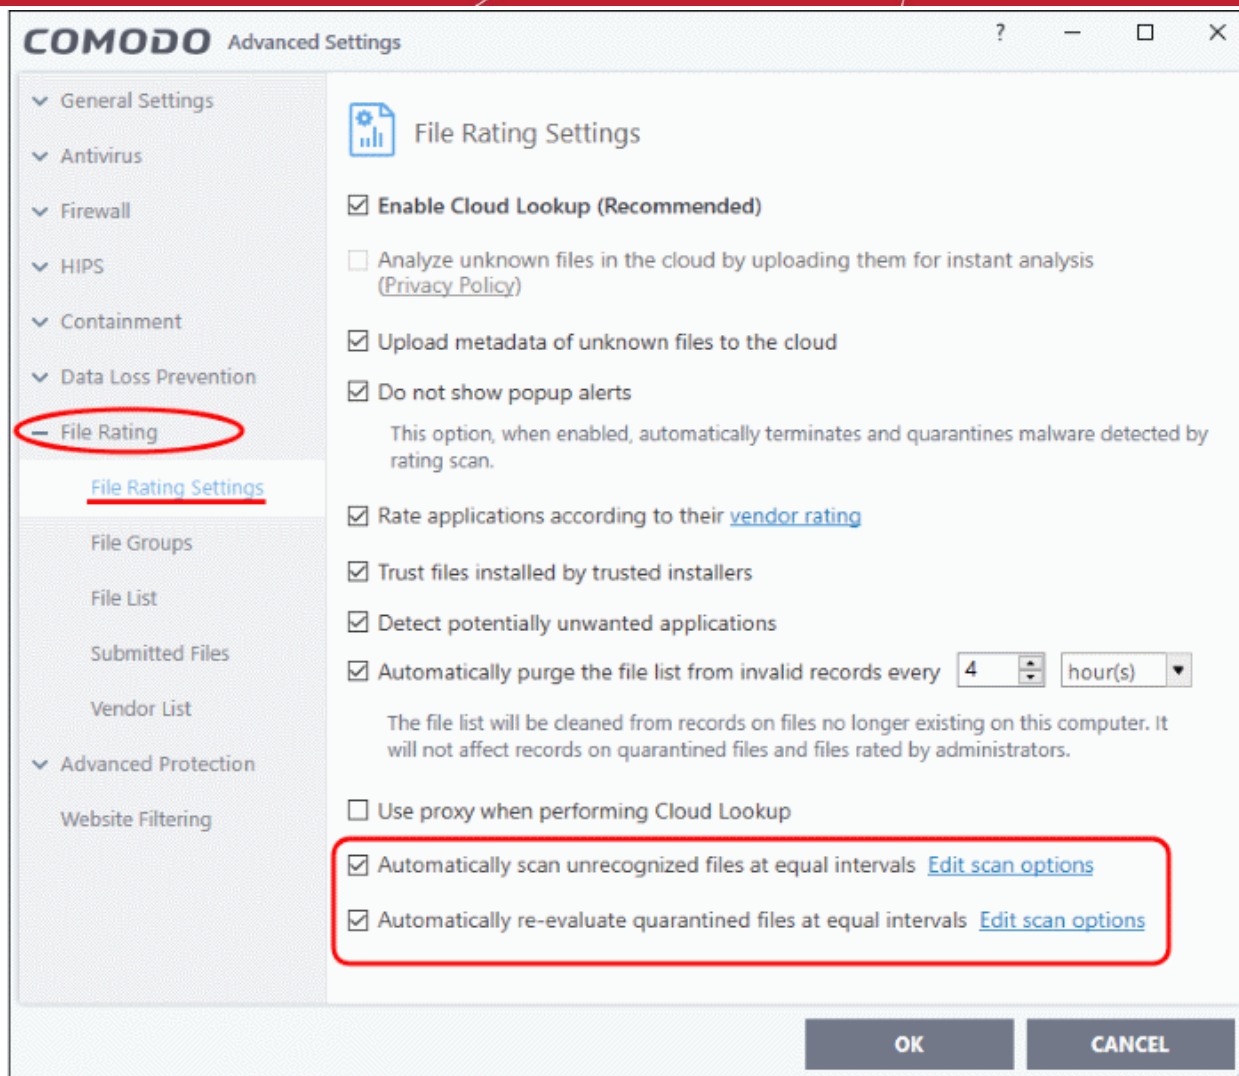 COMODO Advanced Settings
?
General Settings
Antivirus
Firewall
HIPS
Containment
Data Loss Prevention
File Rating
File Rating Settings
File Groups
File List
Submitted Files
Vendor List
Advanced Protection
Website Filtering
File Rating Settings
Enable Cloud Lookup (Recommended)
Analyze unknown files in the cloud by uploading them for instant analysis
(Privacy Policy)
Upload metadata of unknown files to the cloud
Do not show popup alerts
This option, when enabled, automatically terminates and quarantines malware detected by
rating scan.
Rate applications according to their vendor rating
Trust files installed by trusted installers
Detect potentially unwanted applications
Automatically purge the file list from invalid records every 4 hour(s)
The file list will be cleaned from records on files no longer existing on this computer. It
will not affect records on quarantined files and files rated by administrators.
Use proxy when performing Cloud Lookup
Automatically scan unrecognized files at equal intervals Edit scan options
Automatically re-evaluate quarantined files at equal intervals Edit scan options
OK
CANCEL